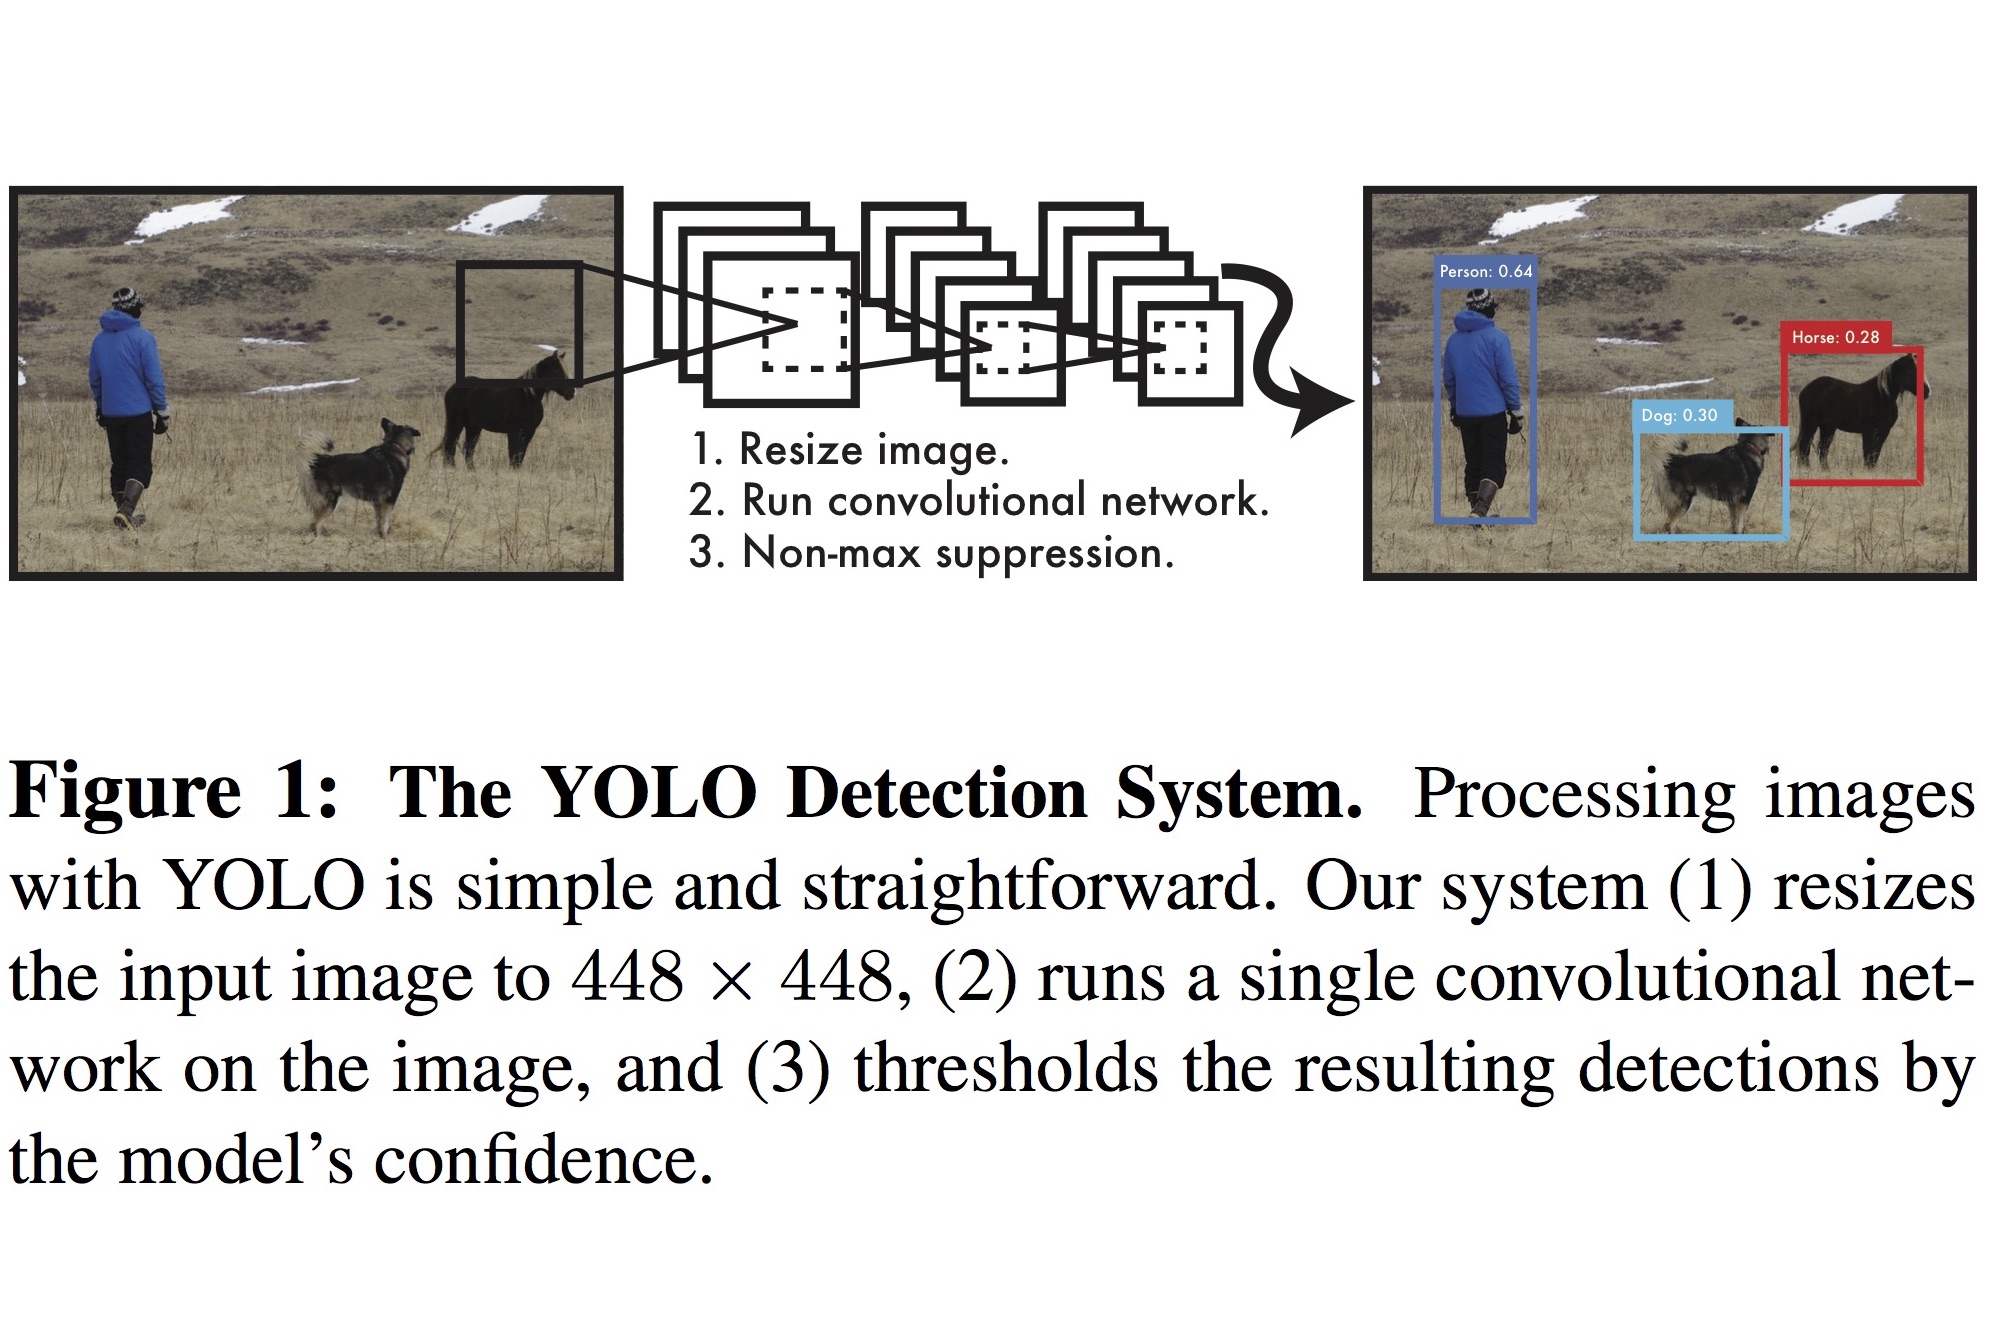 1. Resize image.
2. Run convolutional network.
3. Non-max suppression.
Person: 0.64
Horse: 0.28
Dog: 0.30
Figure 1: The YOLO Detection System. Processing images
with YOLO is simple and straightforward. Our system (1) resizes
the input image to 448 × 448, (2) runs a single convolutional net-
work on the image, and (3) thresholds the resulting detections by
the model’s confidence.